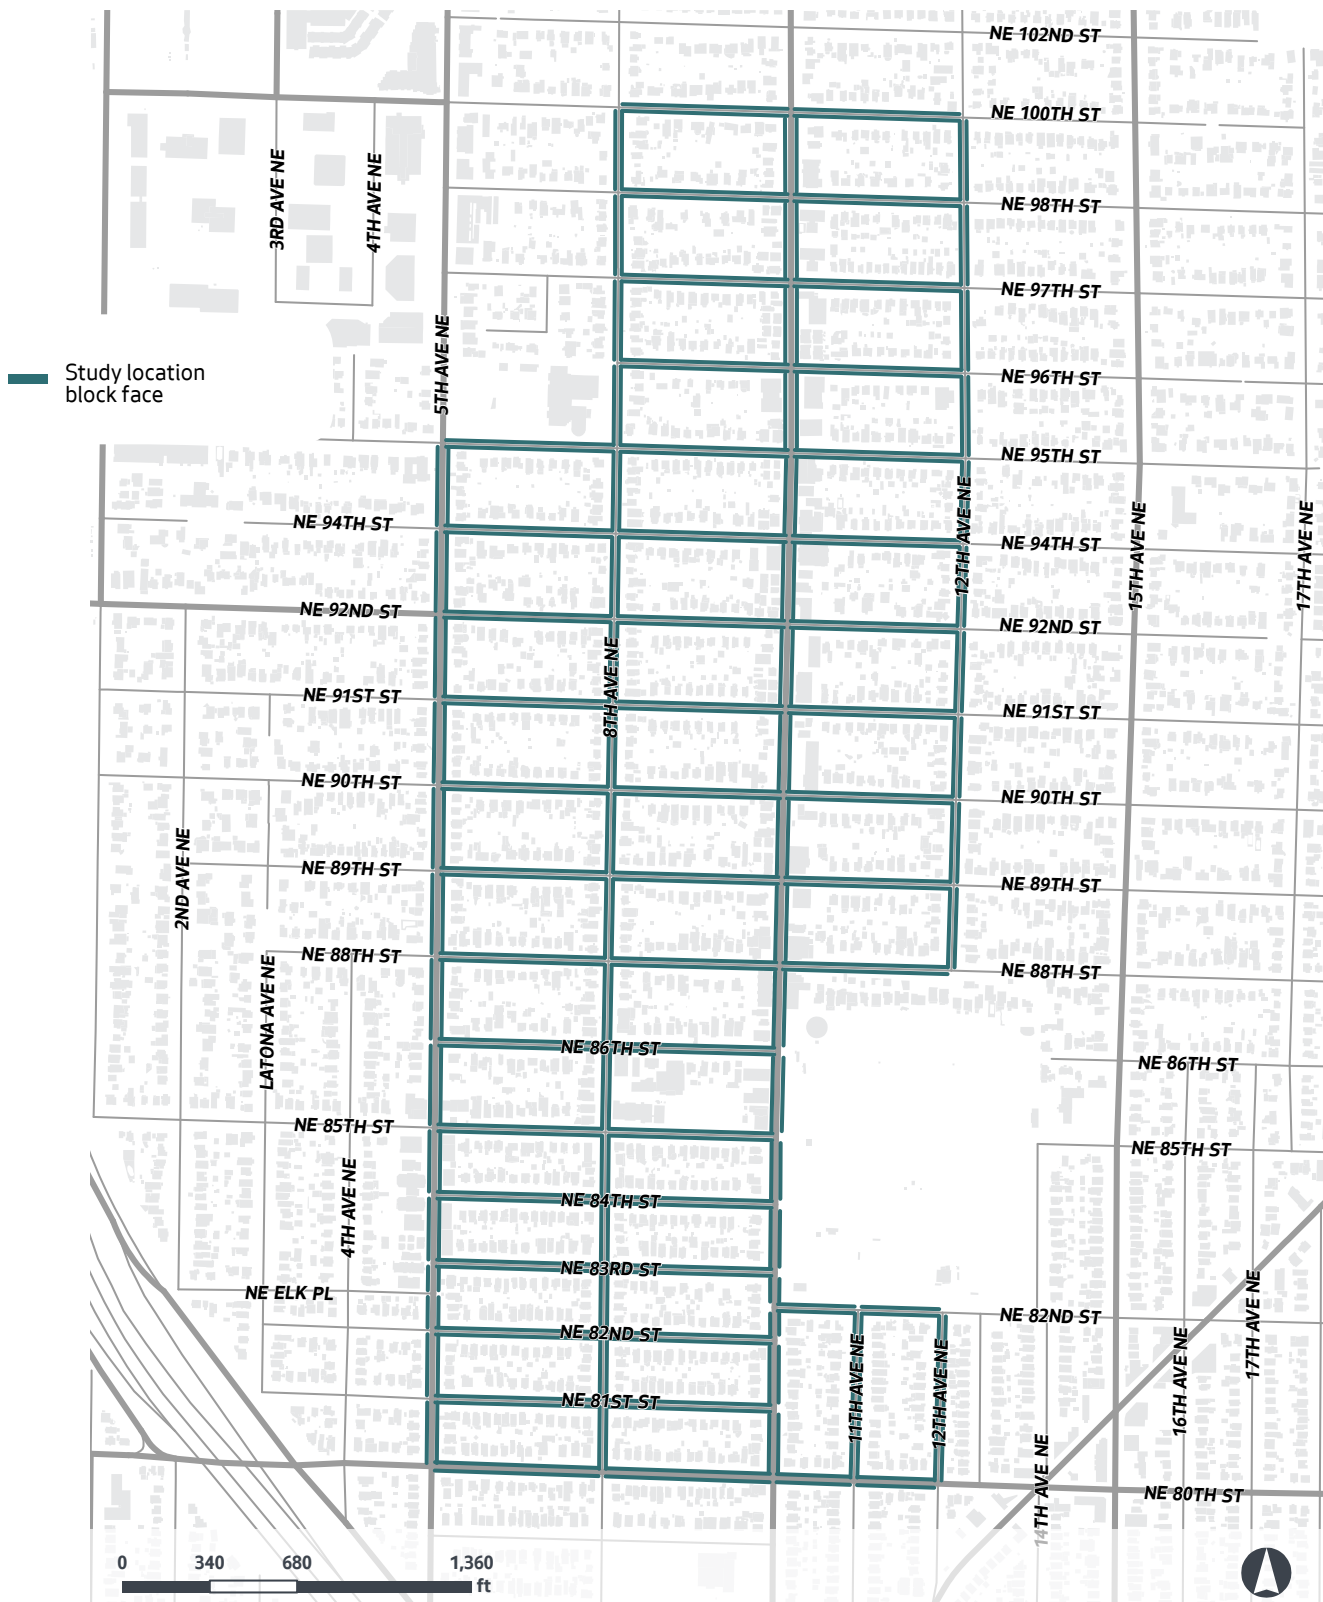 NE 102ND ST
NE 100TH ST
3RD AVE NE
4TH AVE NE
NE 98TH ST
NE 97TH ST
5TH AVE NE
Study location
block face
NE 96TH ST
NE 95TH ST
12TH AVE NE
15TH AVE NE
17TH AVE NE
NE 94TH ST
NE 94TH ST
NE 92ND ST
NE 92ND ST
8TH AVE NE
NE 91ST ST
NE 91ST ST
NE 90TH ST
NE 90TH ST
2ND AVE NE
NE 89TH ST
NE 89TH ST
NE 88TH ST
NE 88TH ST
LATONA AVE NE
NE 86TH ST
NE 86TH ST
NE 85TH ST
NE 85TH ST
4TH AVE NE
NE 84TH ST
NE 83RD ST
17TH AVE NE
NE ELK PL
NE 82ND ST
NE 82ND ST
11TH AVE NE
12TH AVE NE
16TH AVE NE
NE 81ST ST
14TH AVE NE
NE 80TH ST
0 340 680 1,360
ft